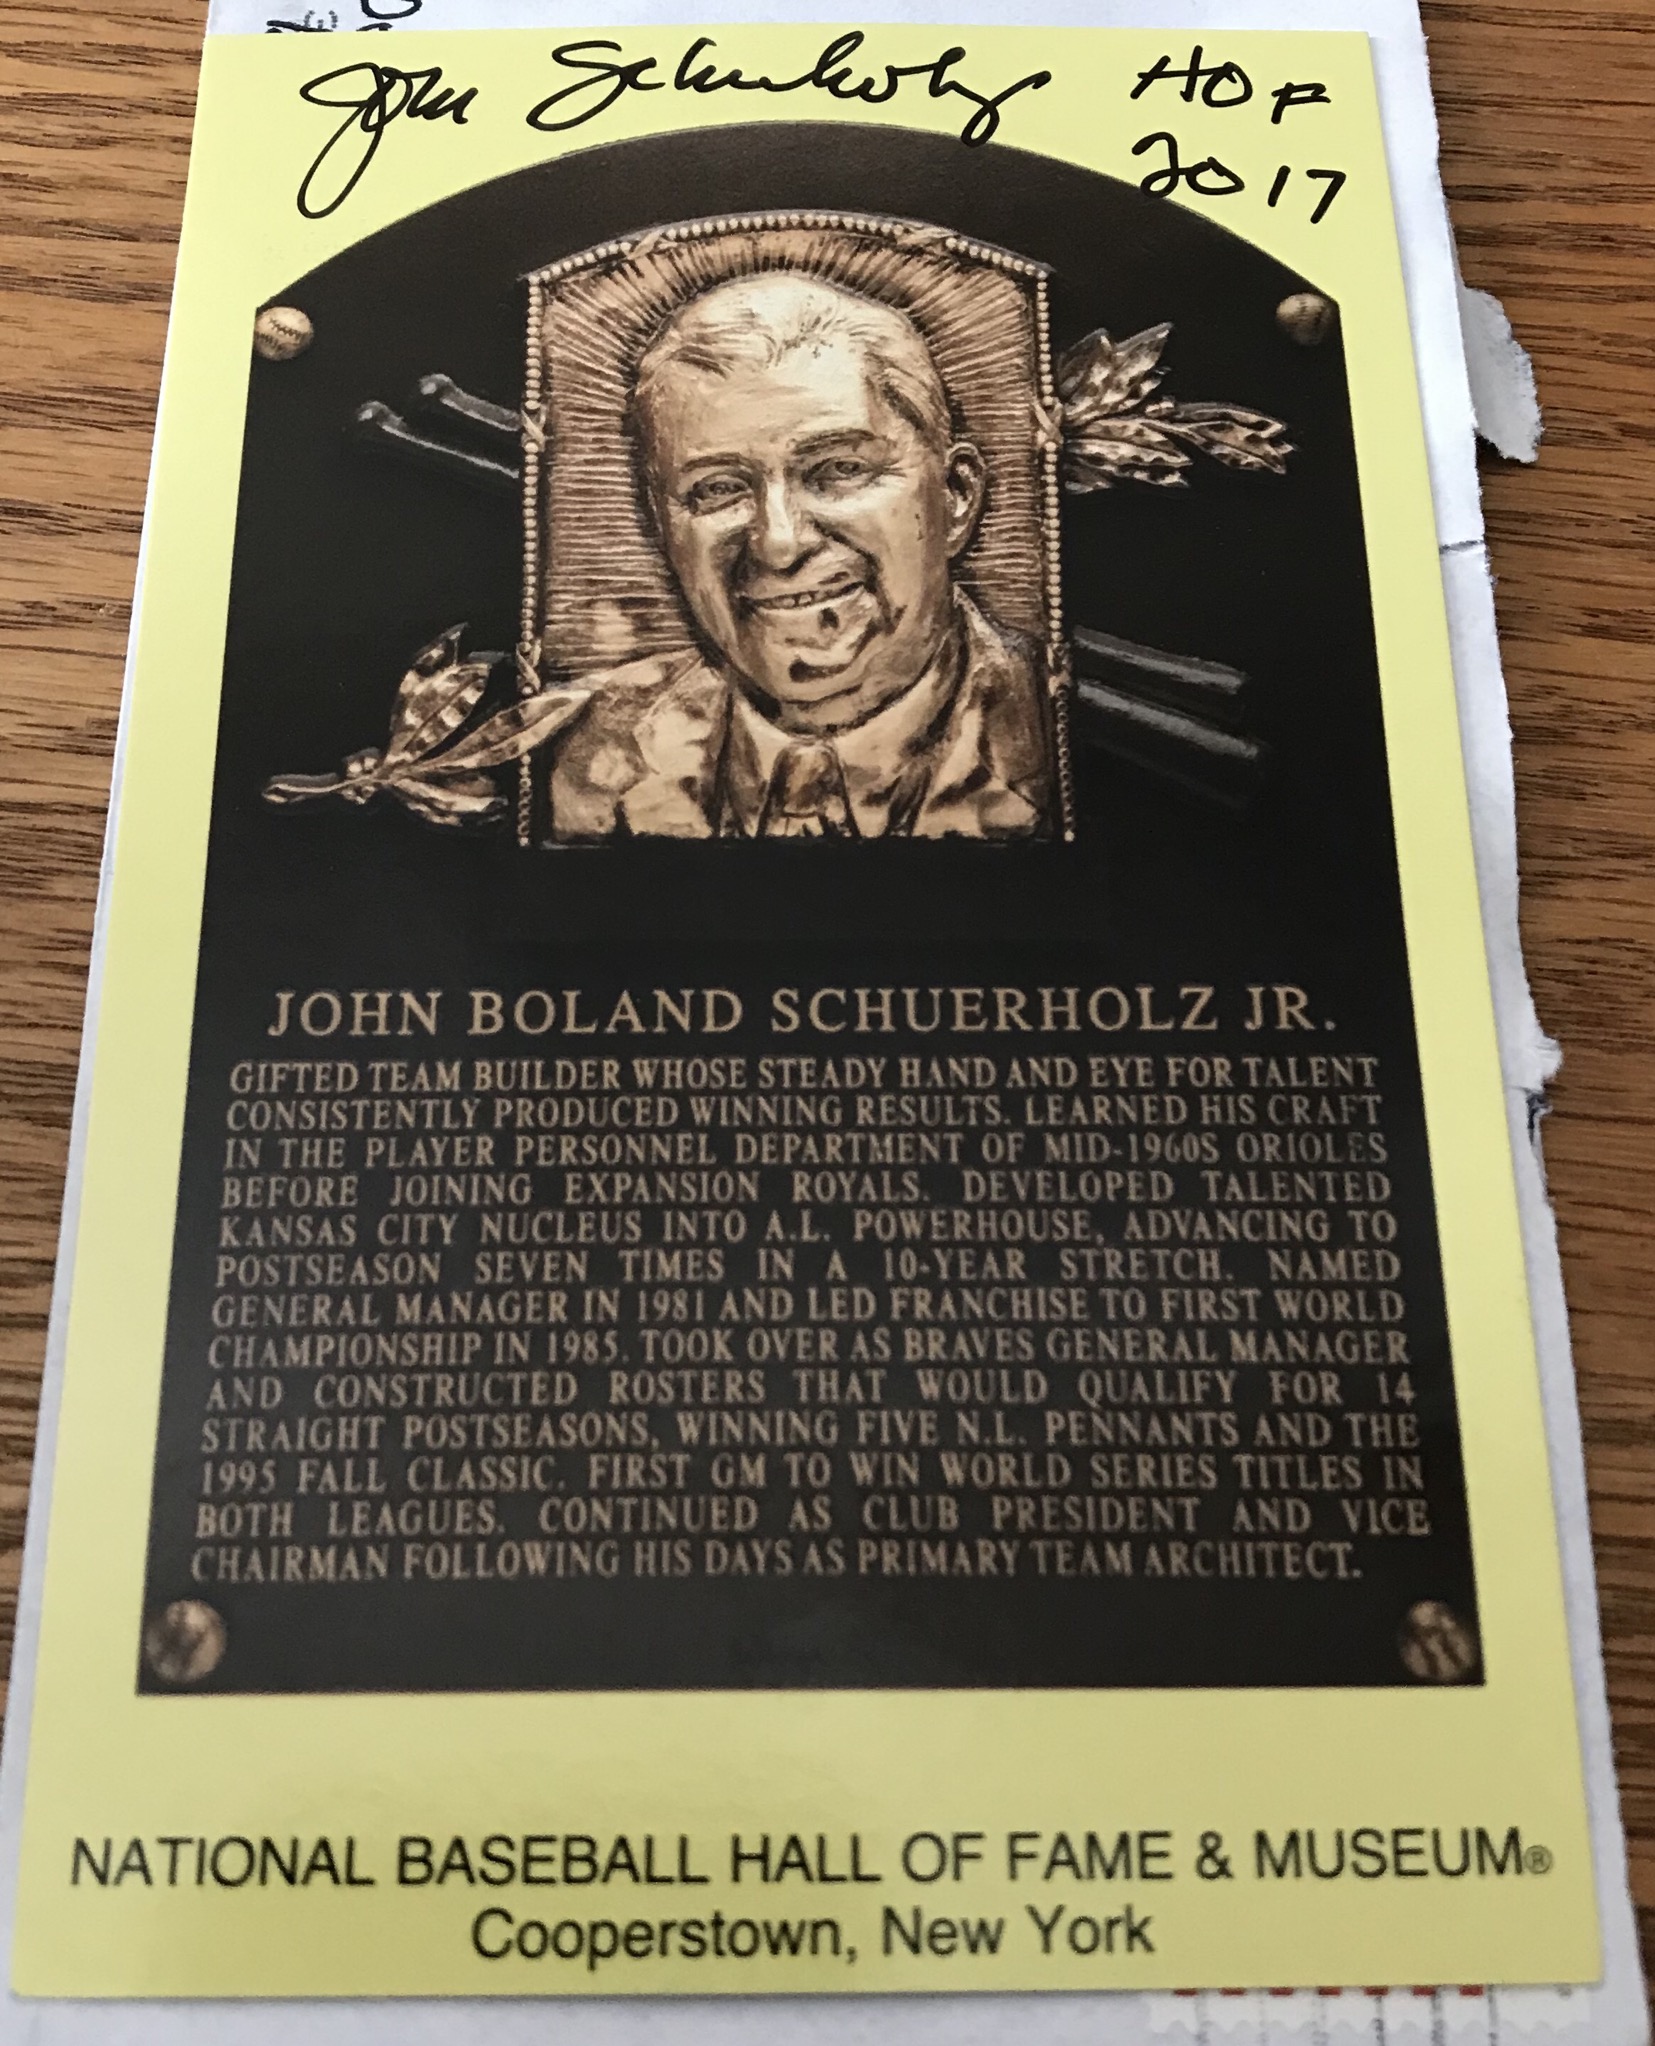 John Schuerholz HOF
2017
JOHN BOLAND SCHUERHOLZ JR.
GIFTED TEAM BUILDER WHOSE STEADY HAND AND EYE FOR TALENT
CONSISTENTLY PRODUCED WINNING RESULTS. LEARNED HIS CRAFT
IN THE PLAYER PERSONNEL DEPARTMENT OF MID-1960S ORIOLES
BEFORE JOINING EXPANSION ROYALS. DEVELOPED TALENTED
KANSAS CITY NUCLEUS INTO A.L. POWERHOUSE, ADVANCING TO
POSTSEASON SEVEN TIMES IN A 10-YEAR STRETCH. NAMED
GENERAL MANAGER IN 1981 AND LED FRANCHISE TO FIRST WORLD
CHAMPIONSHIP IN 1985. TOOK OVER AS BRAVES GENERAL MANAGER
AND CONSTRUCTED ROSTERS THAT WOULD QUALIFY FOR 14
STRAIGHT POSTSEASONS, WINNING FIVE N.L. PENNANTS AND THE
1995 FALL CLASSIC. FIRST GM TO WIN WORLD SERIES TITLES IN
BOTH LEAGUES. CONTINUED AS CLUB PRESIDENT AND VICE
CHAIRMAN FOLLOWING HIS DAYS AS PRIMARY TEAM ARCHITECT.
NATIONAL BASEBALL HALL OF FAME & MUSEUM®
Cooperstown, New York